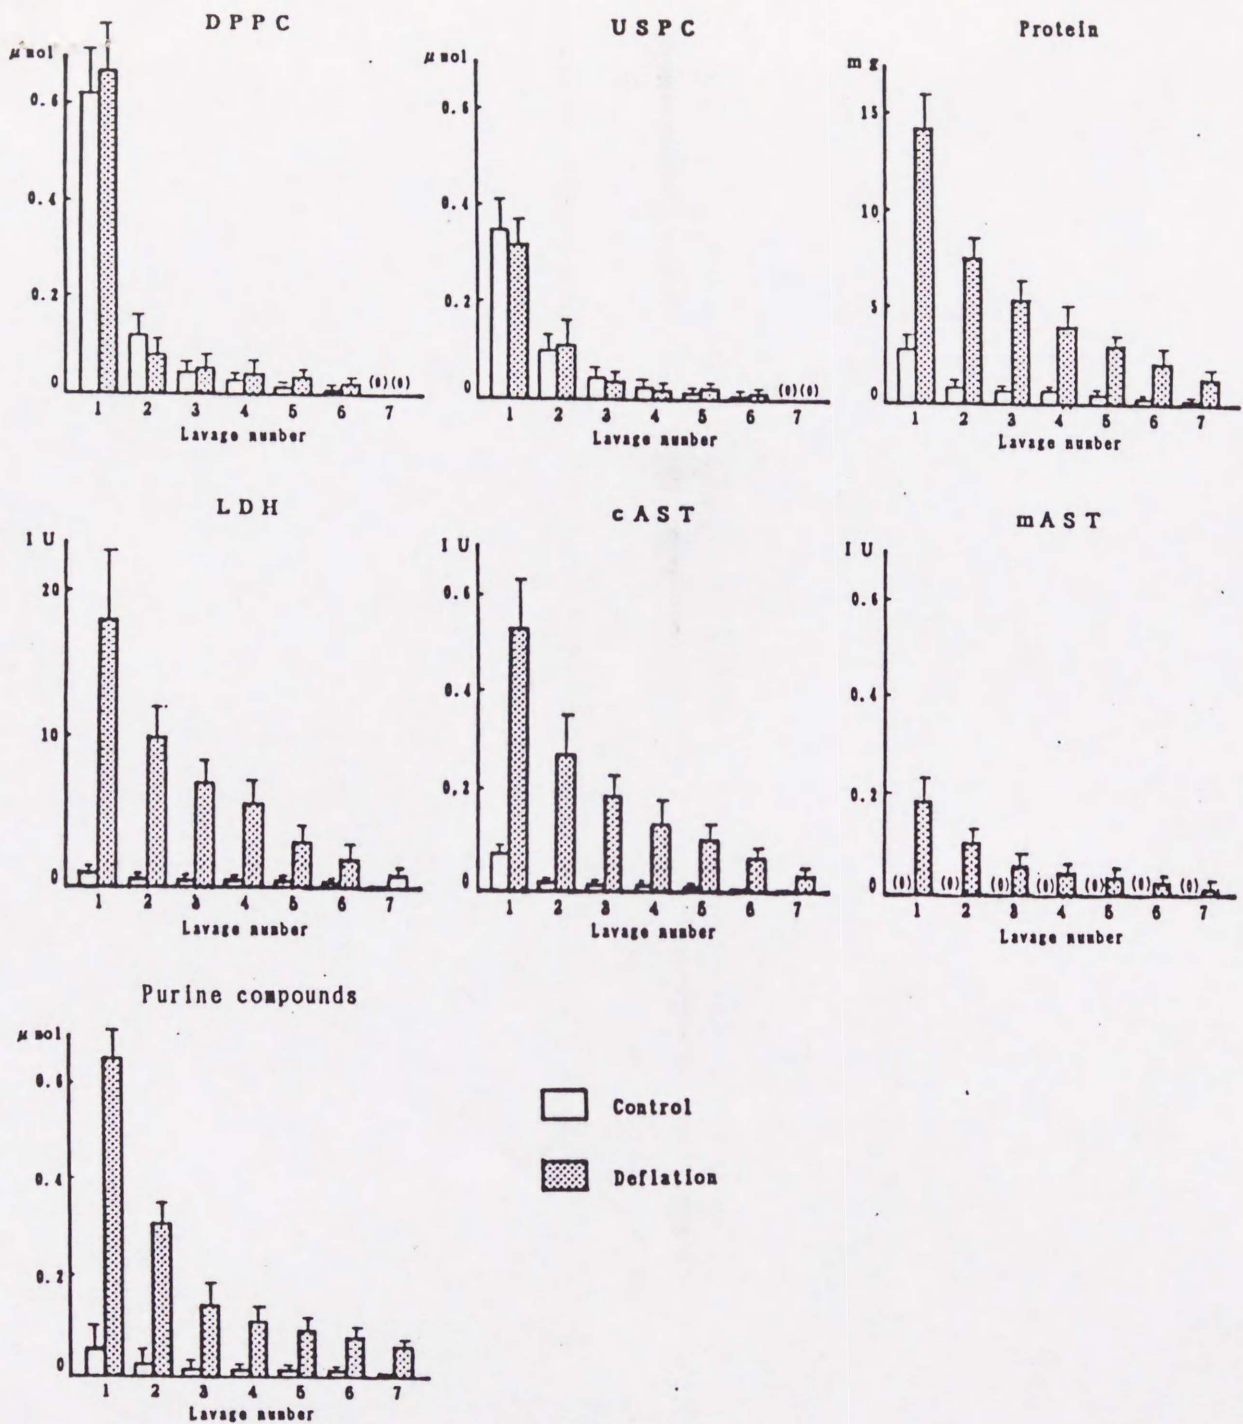 DPPC
μmol
0.6
0.4
0.2
0
(0)(0)
1 2 3 4 5 6 7
Lavage number
USPC
μmol
0.6
0.4
0.2
0
(0)(0)
1 2 3 4 5 6 7
Lavage number
Protein
mg
15
10
5
0
1 2 3 4 5 6 7
Lavage number
LDH
IU
20
10
0
1 2 3 4 5 6 7
Lavage number
cAST
IU
0.6
0.4
0.2
0
1 2 3 4 5 6 7
Lavage number
mAST
IU
0.6
0.4
0.2
0
(0) (0) (0) (0) (0) (0) (0)
1 2 3 4 5 6 7
Lavage number
Purine compounds
μmol
0.6
0.4
0.2
0
1 2 3 4 5 6 7
Lavage number
Control
Deflation